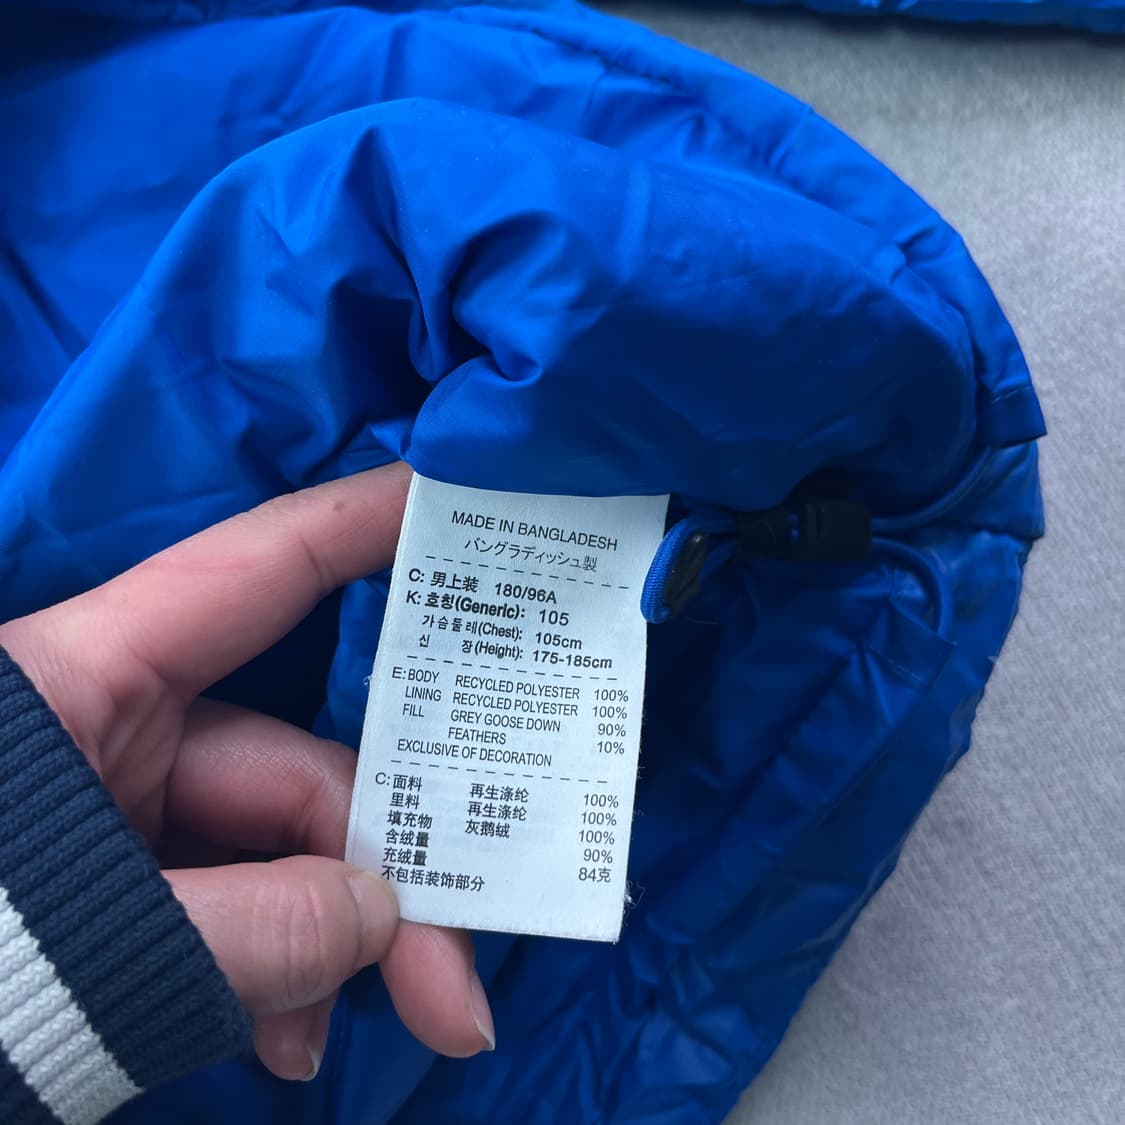 MADE IN BANGLADESH
バングラディッシュ製
C: 男上装 180/96A
K: 호칭(Generic): 105
가슴둘레(Chest): 105cm
신 장(Height): 175-185cm
E: BODY RECYCLED POLYESTER 100%
LINING RECYCLED POLYESTER 100%
FILL GREY GOOSE DOWN 90%
FEATHERS 10%
EXCLUSIVE OF DECORATION
C: 面料 再生涤纶 100%
里料 再生涤纶 100%
填充物 灰鹅绒 100%
含绒量 90%
充绒量 84克
不包括装饰部分